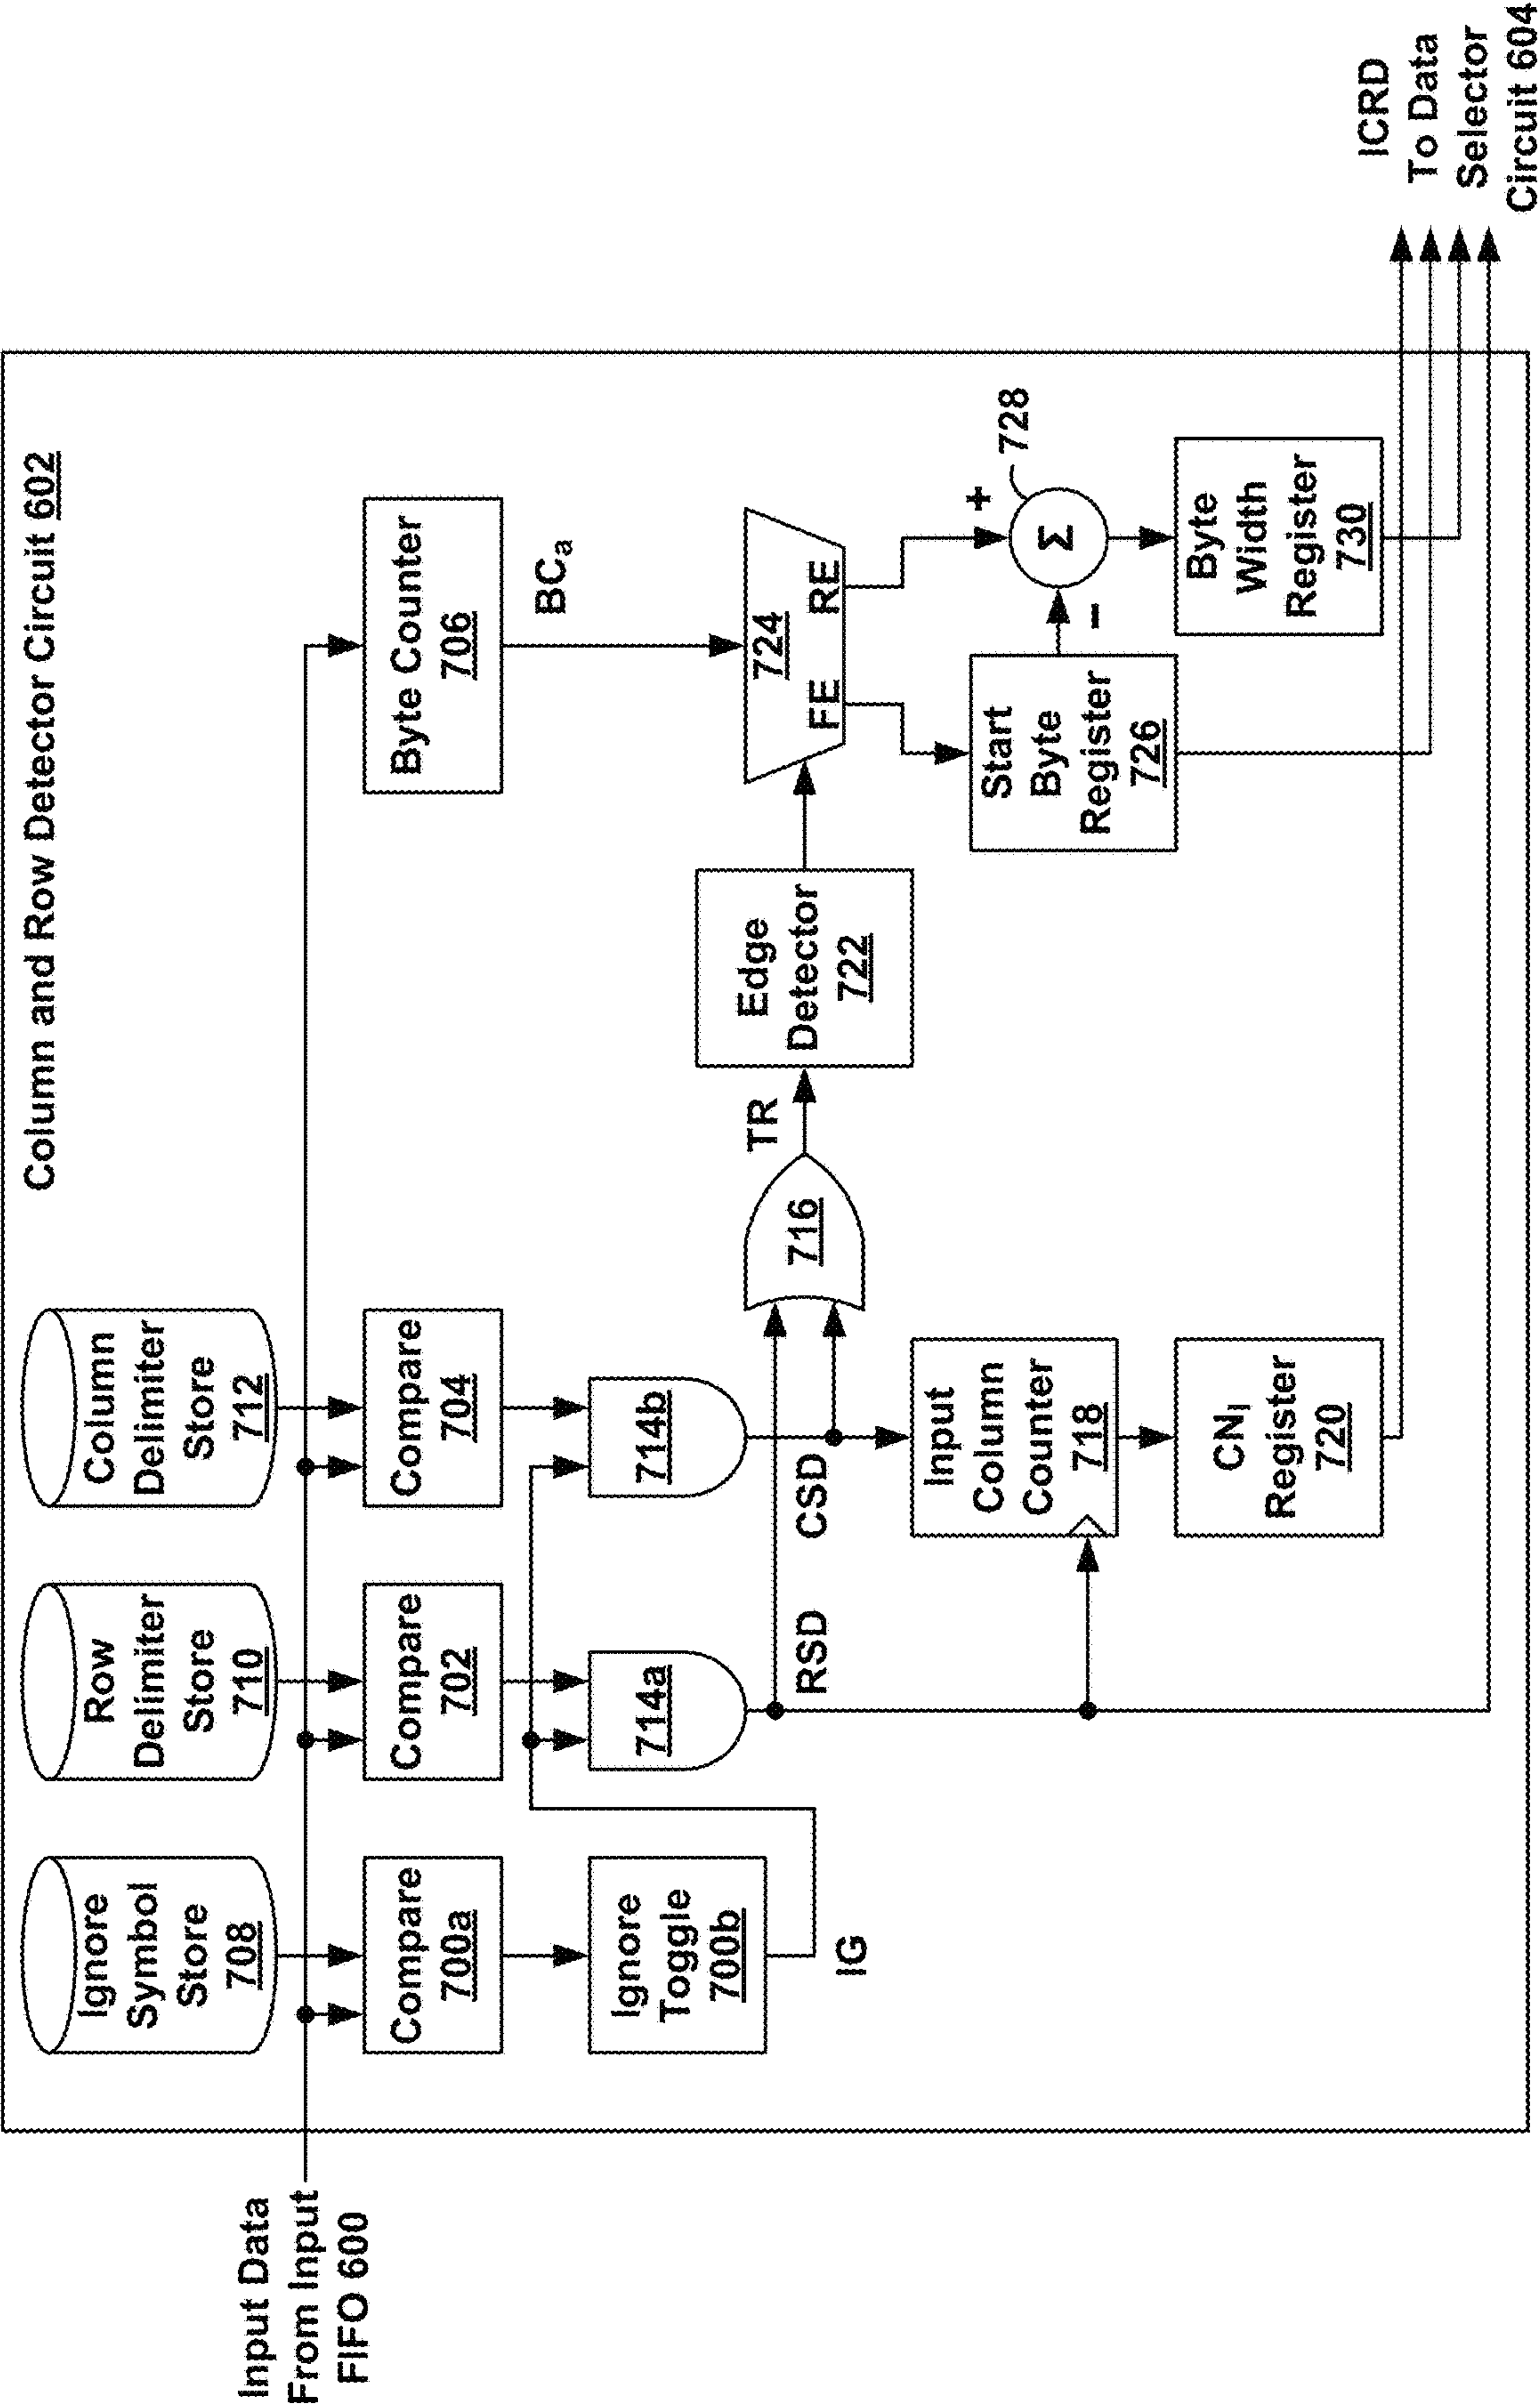 Column and Row Detector Circuit 602
Input Data
From Input
FIFO 600
Ignore
Symbol
Store
708
Row
Delimiter
Store
710
Column
Delimiter
Store
712
Compare
700a
Compare
702
Compare
704
Byte Counter
706
Ignore
Toggle
700b
IG
714a
714b
BCa
RSD
CSD
716
TR
Edge
Detector
722
724
FE
RE
Input
Column
Counter
718
Start
Byte
Register
726
+
−
Σ
728
CNI
Register
720
Byte
Width
Register
730
ICRD
To Data
Selector
Circuit 604